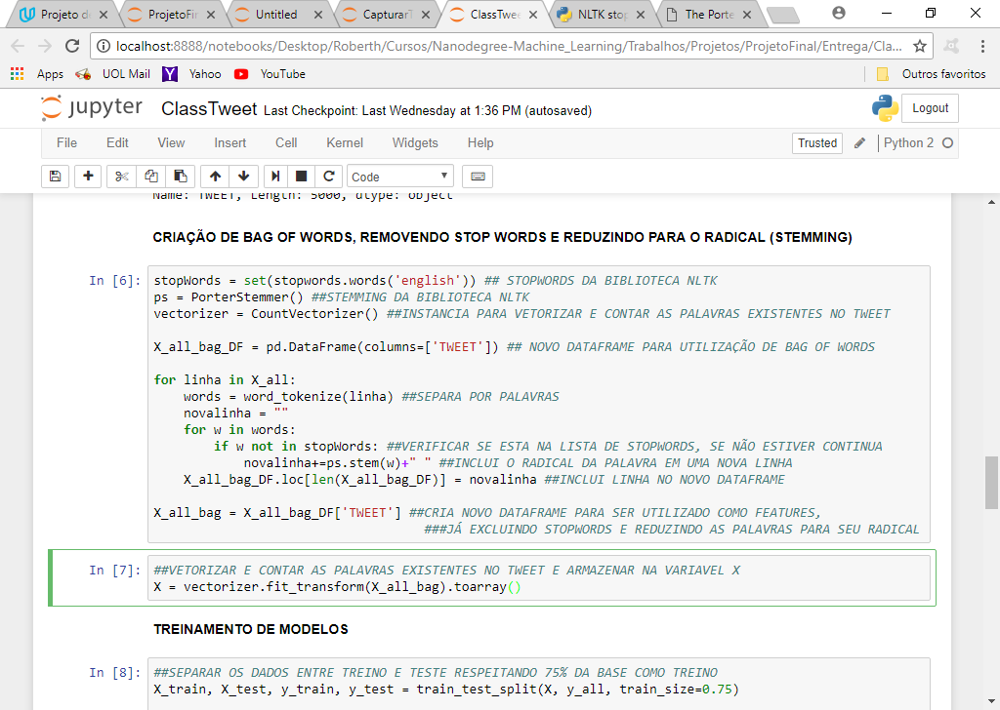 Projeto d
ProjetoFi
Untitled
Captura
ClassTwee
NLTK stop
The Porte
localhost:8888/notebooks/Desktop/Roberth/Cursos/Nanodegree-Machine_Learning/Trabalhos/Projetos/ProjetoFinal/Entrega/Cla...
Apps UOL Mail Yahoo YouTube Outros favoritos
jupyter ClassTweet Last Checkpoint: Last Wednesday at 1:36 PM (autosaved) Logout
File Edit View Insert Cell Kernel Widgets Help Trusted Python 2
Code
Name: TWEET, Length: 5000, dtype: object
CRIAÇÃO DE BAG OF WORDS, REMOVENDO STOP WORDS E REDUZINDO PARA O RADICAL (STEMMING)
In [6]: stopWords = set(stopwords.words('english')) ## STOPWORDS DA BIBLIOTECA NLTK
ps = PorterStemmer() ##STEMMING DA BIBLIOTECA NLTK
vectorizer = CountVectorizer() ##INSTANCIA PARA VETORIZAR E CONTAR AS PALAVRAS EXISTENTES NO TWEET
X_all_bag_DF = pd.DataFrame(columns=['TWEET']) ## NOVO DATAFRAME PARA UTILIZAÇÃO DE BAG OF WORDS
for linha in X_all:
words = word_tokenize(linha) ##SEPARA POR PALAVRAS
novalinha = ""
for w in words:
if w not in stopWords: ##VERIFICAR SE ESTA NA LISTA DE STOPWORDS, SE NÃO ESTIVER CONTINUA
novalinha+=ps.stem(w)+" " ##INCLUI O RADICAL DA PALAVRA EM UMA NOVA LINHA
X_all_bag_DF.loc[len(X_all_bag_DF)] = novalinha ##INCLUI LINHA NO NOVO DATAFRAME
X_all_bag = X_all_bag_DF['TWEET'] ##CRIA NOVO DATAFRAME PARA SER UTILIZADO COMO FEATURES,
###JÁ EXCLUINDO STOPWORDS E REDUZINDO AS PALAVRAS PARA SEU RADICAL
In [7]: ##VETORIZAR E CONTAR AS PALAVRAS EXISTENTES NO TWEET E ARMAZENAR NA VARIAVEL X
X = vectorizer.fit_transform(X_all_bag).toarray()
TREINAMENTO DE MODELOS
In [8]: ##SEPARAR OS DADOS ENTRE TREINO E TESTE RESPEITANDO 75% DA BASE COMO TREINO
X_train, X_test, y_train, y_test = train_test_split(X, y_all, train_size=0.75)